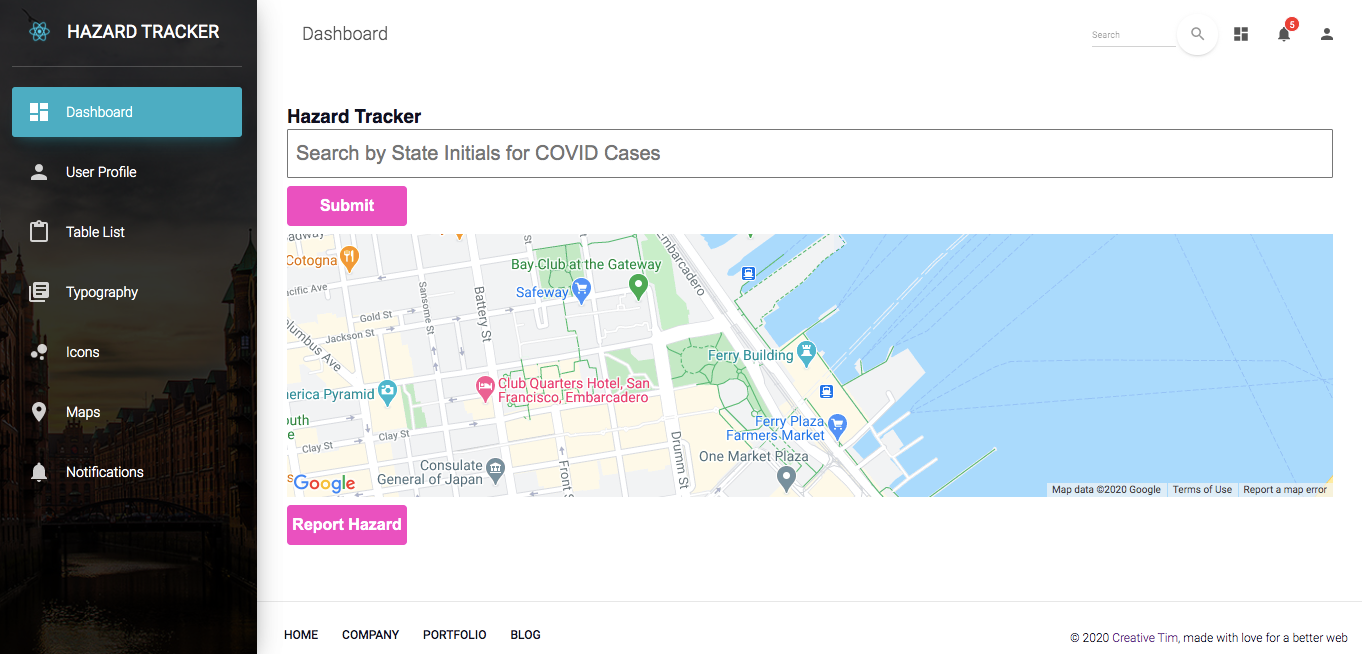 HAZARD TRACKER
Dashboard
User Profile
Table List
Typography
Icons
Maps
Notifications
Dashboard
Search
5
Hazard Tracker
Search by State Initials for COVID Cases
Submit
Cotogna
Bay Club at the Gateway
Embarcadero
acific Ave
Safeway
Sansome St
Battery St
Gold St
Jackson St
olumbus Ave
Ferry Building
erica Pyramid
Club Quarters Hotel, San
Francisco, Embarcadero
outh
e
Clay St
Clay St
Ferry Plaza
Farmers Market
Drumm St
One Market Plaza
Consulate
General of Japan
Front S
Google
Map data ©2020 Google
Terms of Use
Report a map error
Report Hazard
HOME
COMPANY
PORTFOLIO
BLOG
© 2020 Creative Tim, made with love for a better web